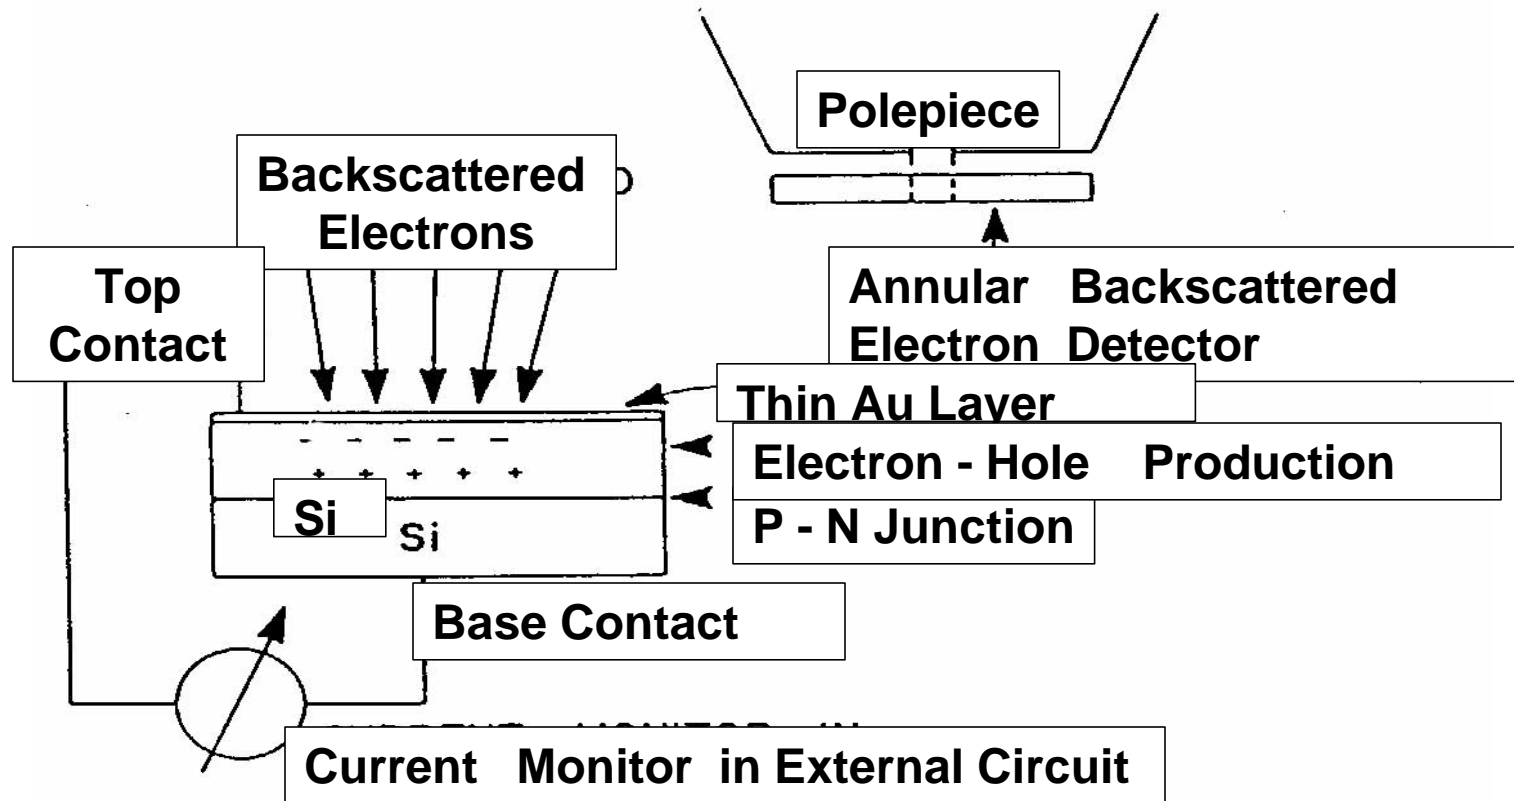 Polepiece
Backscattered
Electrons
Top
Contact
Annular Backscattered
Electron Detector
Thin Au Layer
Electron - Hole Production
Si
Si
P - N Junction
Base Contact
Current Monitor in External Circuit